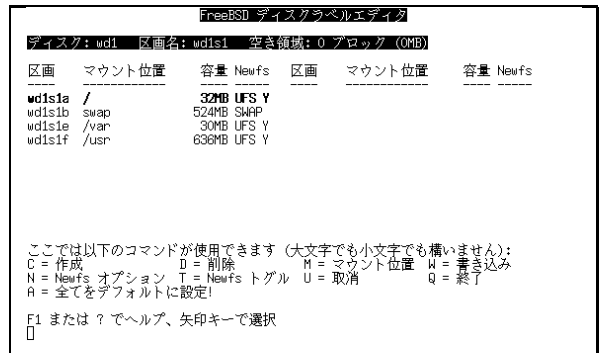 FreeBSD ディスクラベルエディタ
ディスク: wd1 区画名: wd1s1 空き領域: 0 ブロック (0MB)
区画 マウント位置 容量 Newfs 区画 マウント位置 容量 Newfs
---- ------------ ---- ----- ---- ------------ ---- -----
wd1s1a / 32MB UFS Y
wd1s1b swap 524MB SWAP
wd1s1e /var 30MB UFS Y
wd1s1f /usr 636MB UFS Y
ここでは以下のコマンドが使用できます (大文字でも小文字でも構いません):
C = 作成 D = 削除 M = マウント位置 W = 書き込み
N = Newfs オプション T = Newfs トグル U = 取消 Q = 終了
A = 全てをデフォルトに設定!
F1 または ? でヘルプ、矢印キーで選択